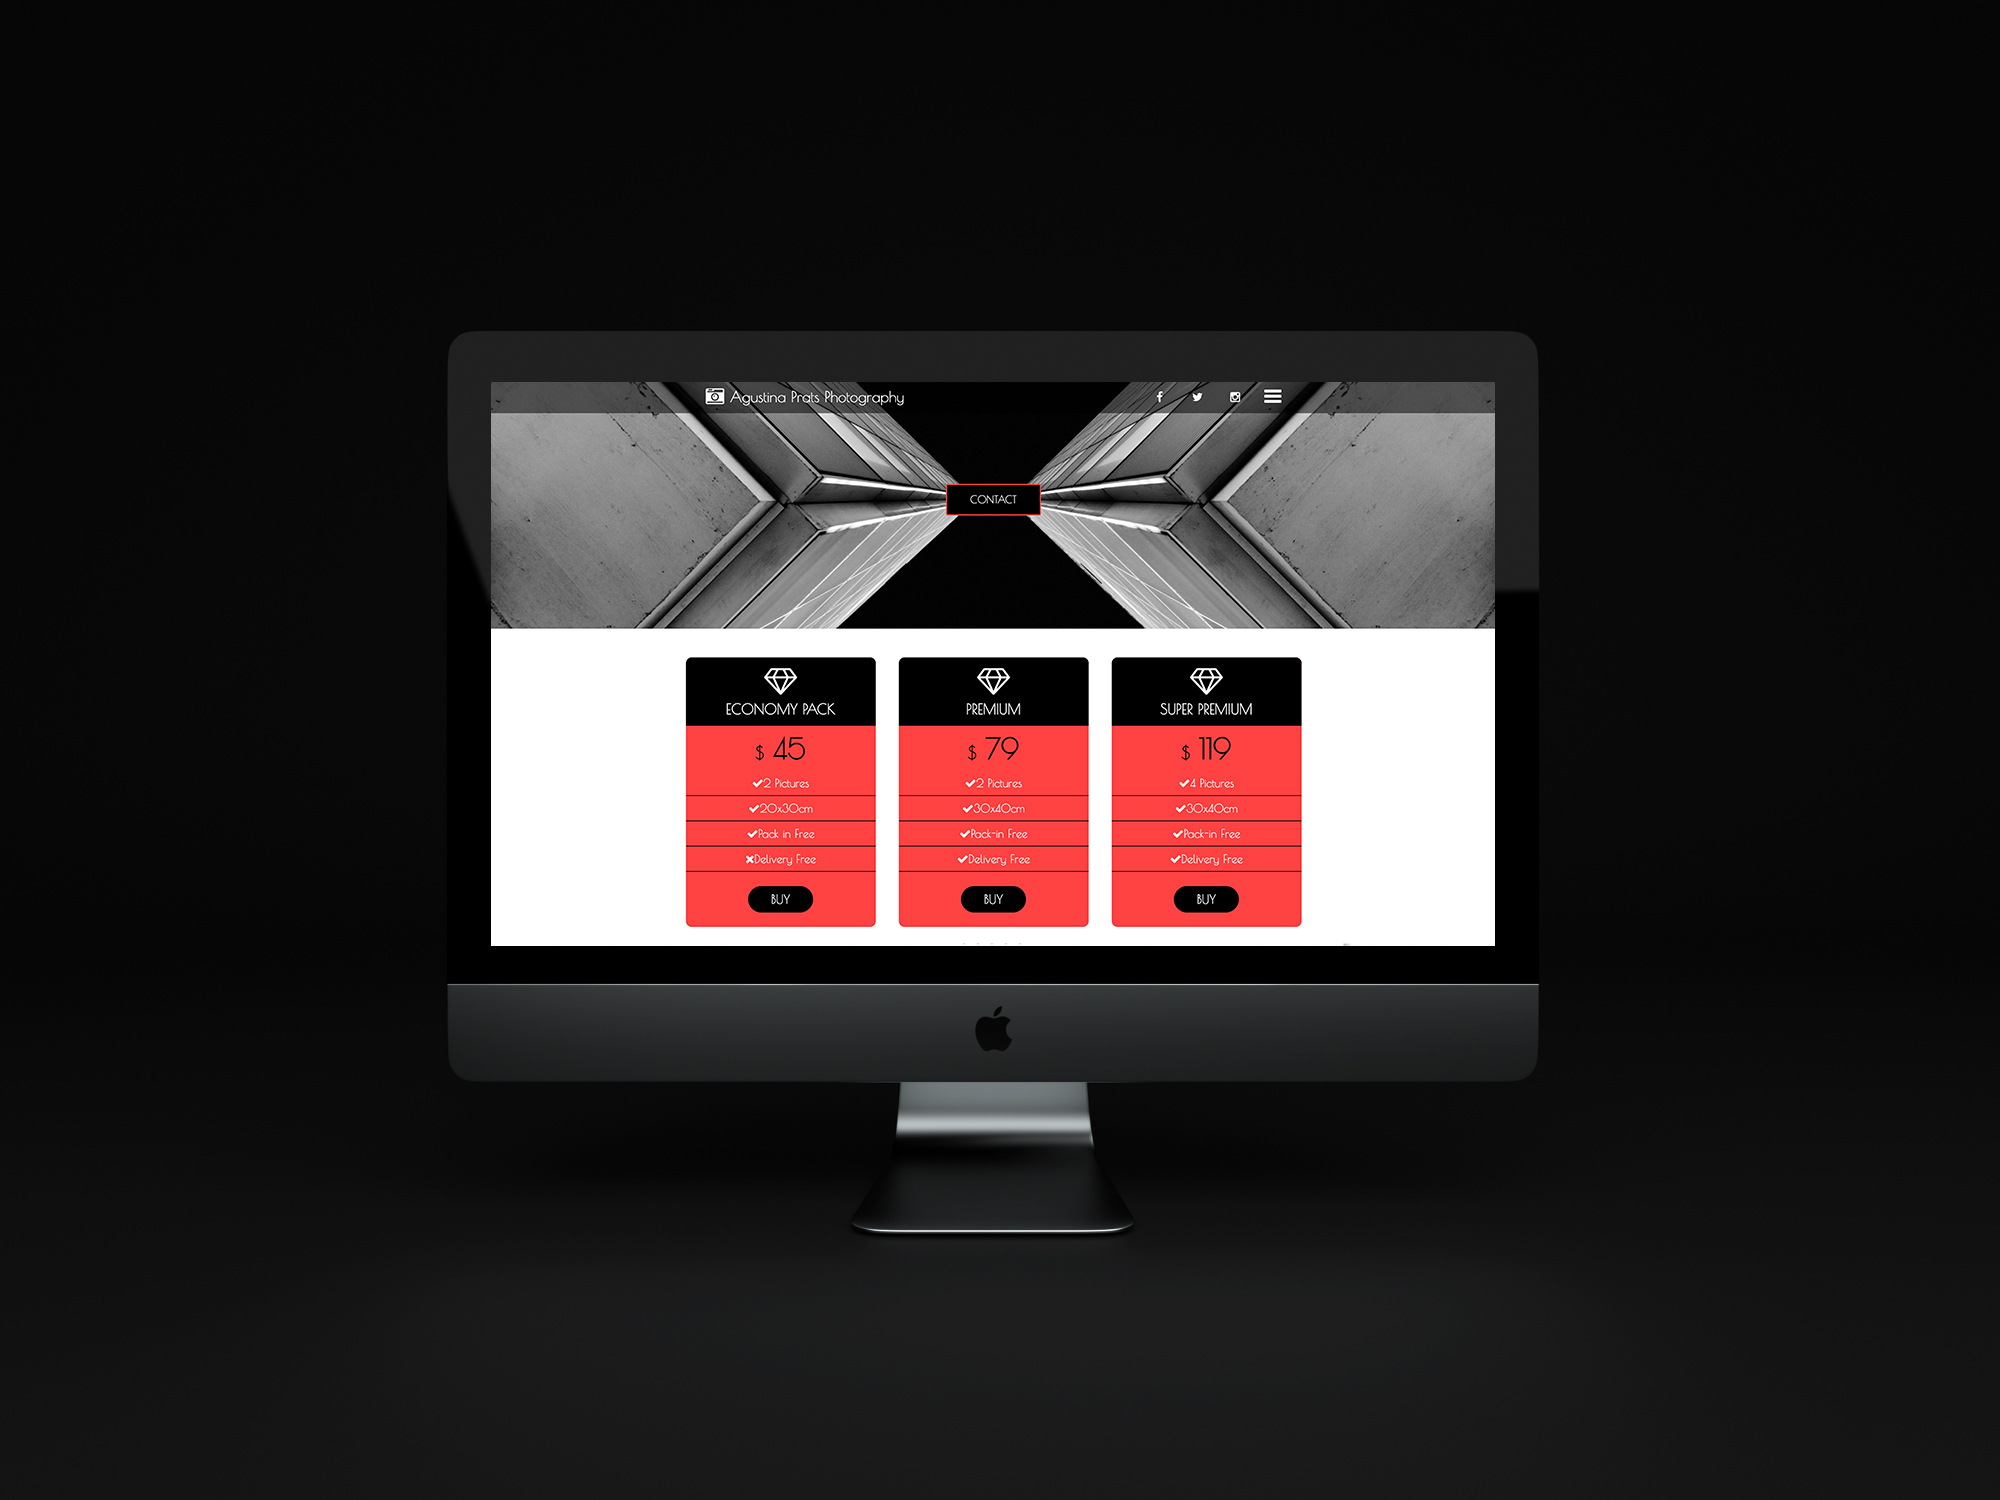 Agustina Prats Photography
CONTACT
ECONOMY PACK
$ 45
2 Pictures
20x30cm
Pack in Free
Delivery Free
BUY
PREMIUM
$ 79
2 Pictures
30x40cm
Pack-in Free
Delivery Free
BUY
SUPER PREMIUM
$ 119
4 Pictures
30x40cm
Pack-in Free
Delivery Free
BUY